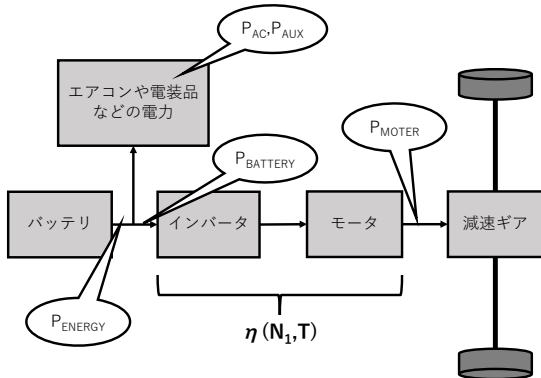 P_AC,P_AUX
エアコンや電装品
などの電力
P_MOTER
P_BATTERY
バッテリ
インバータ
モータ
減速ギア
P_ENERGY
η (N_1,T)